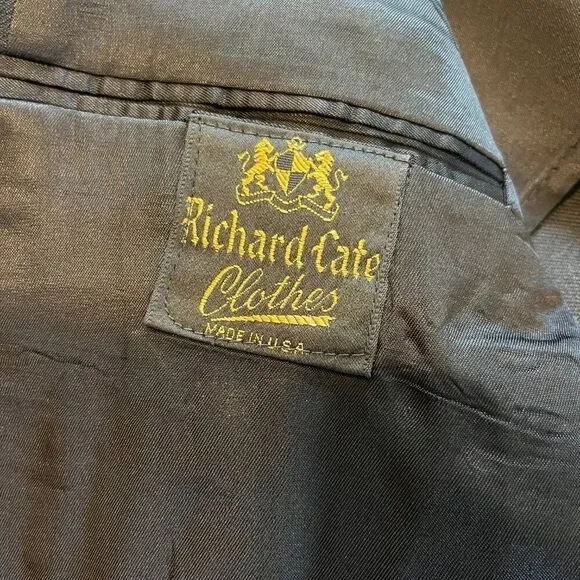 Richard Cate
Clothes
MADE IN U.S.A.